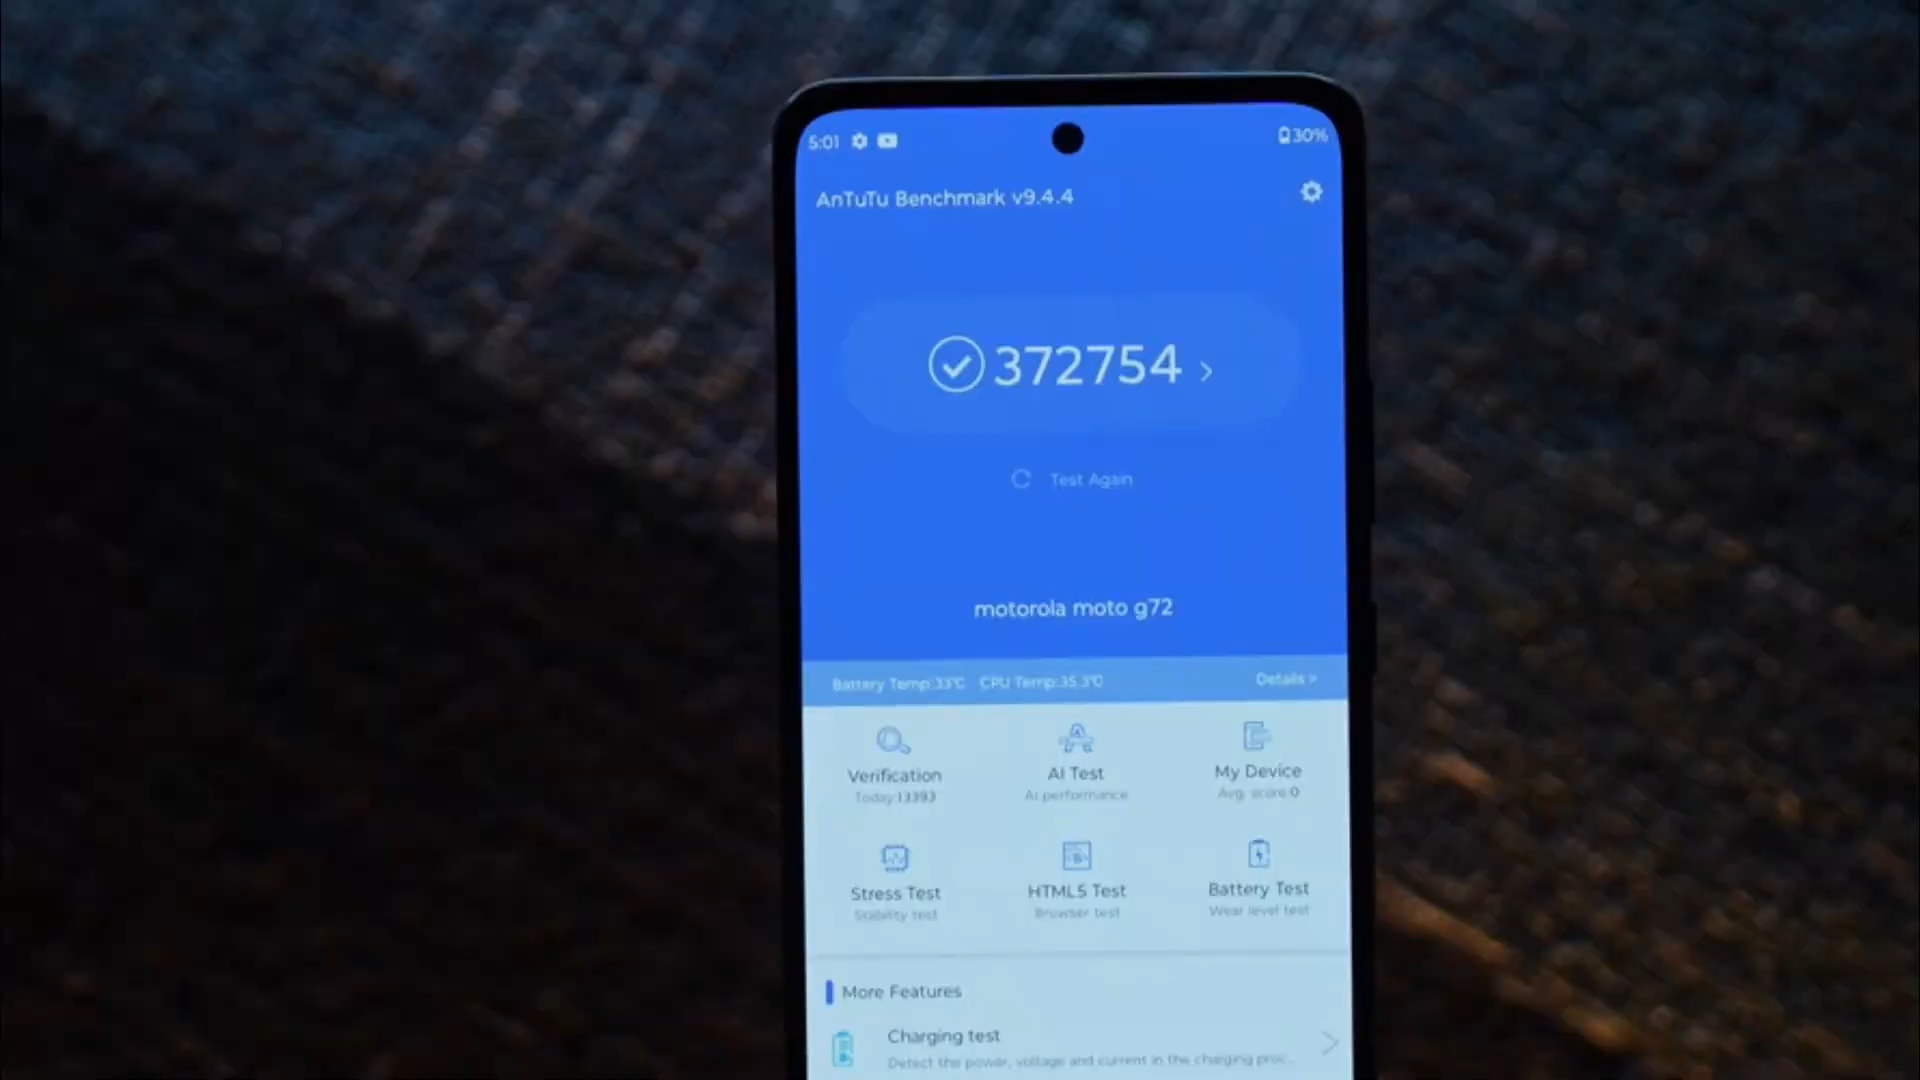 5:01 30%
AnTuTu Benchmark v9.4.4
372754 >
Test Again
motorola moto g72
Battery Temp:33℃ CPU Temp:35.3℃ Details >
Verification AI Test My Device
Today:13393 AI performance Avg. score:0
Stress Test HTML5 Test Battery Test
Stability test Browser test Wear level test
More Features
Charging test
Detect the power, voltage and current in the charging proc...